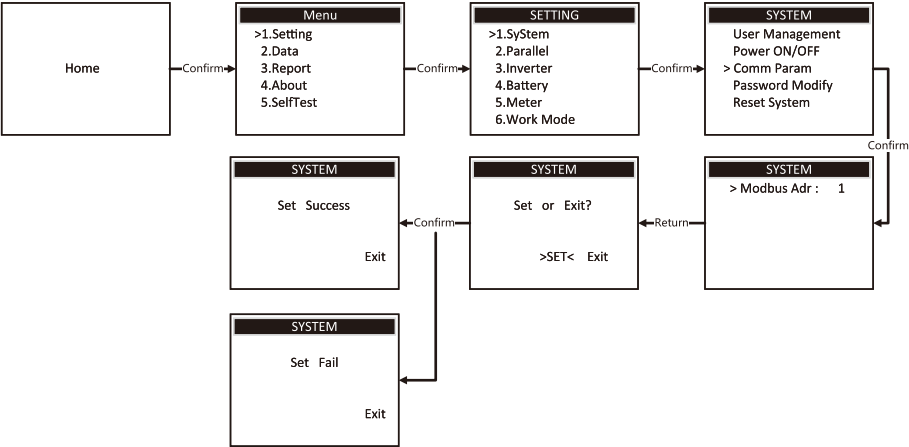 Home
Confirm
Menu
>1.Setting
2.Data
3.Report
4.About
5.SelfTest
Confirm
SETTING
>1.SyStem
2.Parallel
3.Inverter
4.Battery
5.Meter
6.Work Mode
Confirm
SYSTEM
User Management
Power ON/OFF
> Comm Param
Password Modify
Reset System
Confirm
SYSTEM
> Modbus Adr : 1
Return
SYSTEM
Set or Exit?
>SET< Exit
Confirm
SYSTEM
Set Success
Exit
SYSTEM
Set Fail
Exit